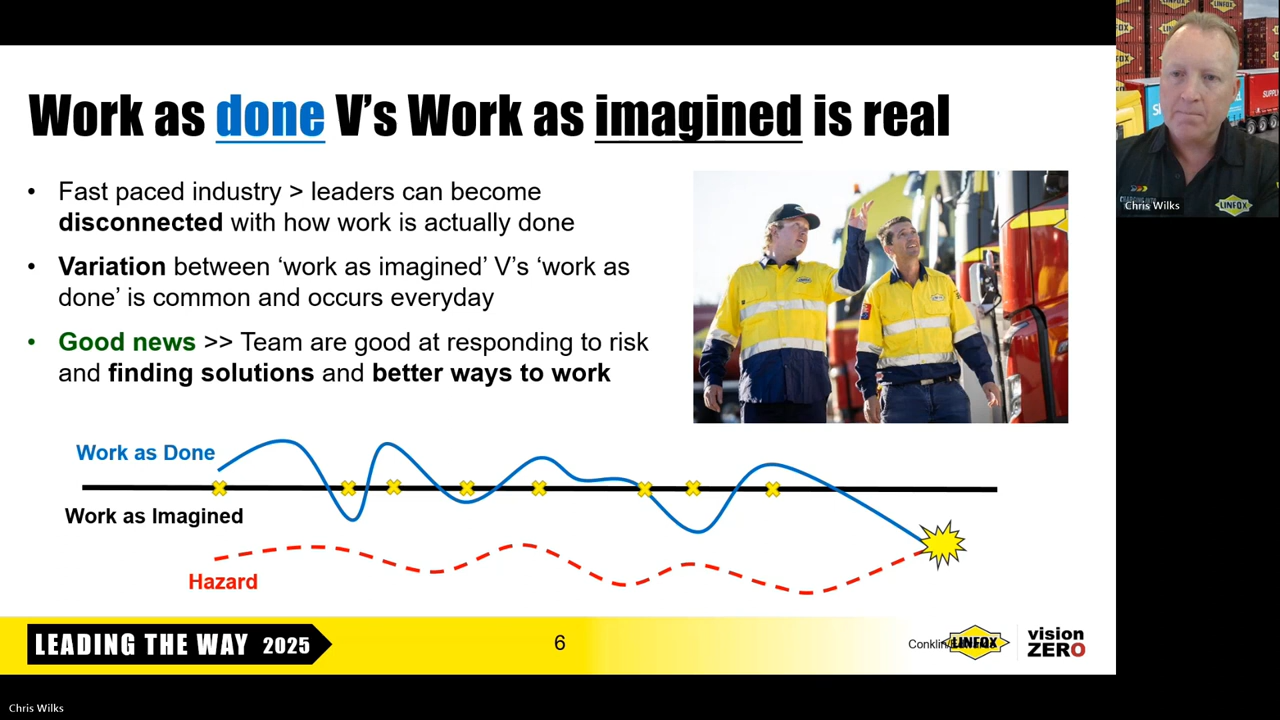 Work as done V's Work as imagined is real
• Fast paced industry > leaders can become
disconnected with how work is actually done
• Variation between ‘work as imagined’ V’s ‘work as
done’ is common and occurs everyday
• Good news >> Team are good at responding to risk
and finding solutions and better ways to work
Work as Done
Work as Imagined
Hazard
LEADING THE WAY 2025
6
LINFOX
vision
ZERO
LINFOX
LINFOX
Chris Wilks
LINFOX
Chris Wilks